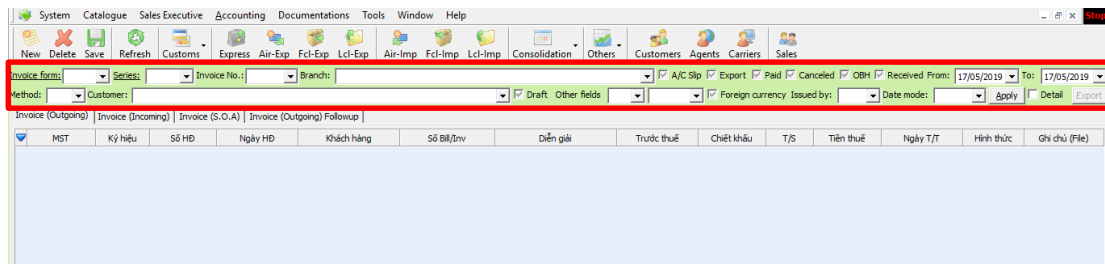 System Catalogue Sales Executive Accounting Documentations Tools Window Help
Stop
New Delete Save Refresh Customs Express Air-Exp Fcl-Exp Lcl-Exp Air-Imp Fcl-Imp Lcl-Imp Consolidation Others Customers Agents Carriers Sales
Invoice form: Series: Invoice No.: Branch: A/C Slip Export Paid Canceled OBH Received From: 17/05/2019 To: 17/05/2019
Method: Customer: Draft Other fields Foreign currency Issued by: Date mode: Apply Detail Export
Invoice (Outgoing) Invoice (Incoming) Invoice (S.O.A) Invoice (Outgoing) Followup
MST Ký hiệu Số HĐ Ngày HĐ Khách hàng Số Bill/Inv Diễn giải Trước thuế Chiết khấu T/S Tiền thuế Ngày T/T Hình thức Ghi chú (File)